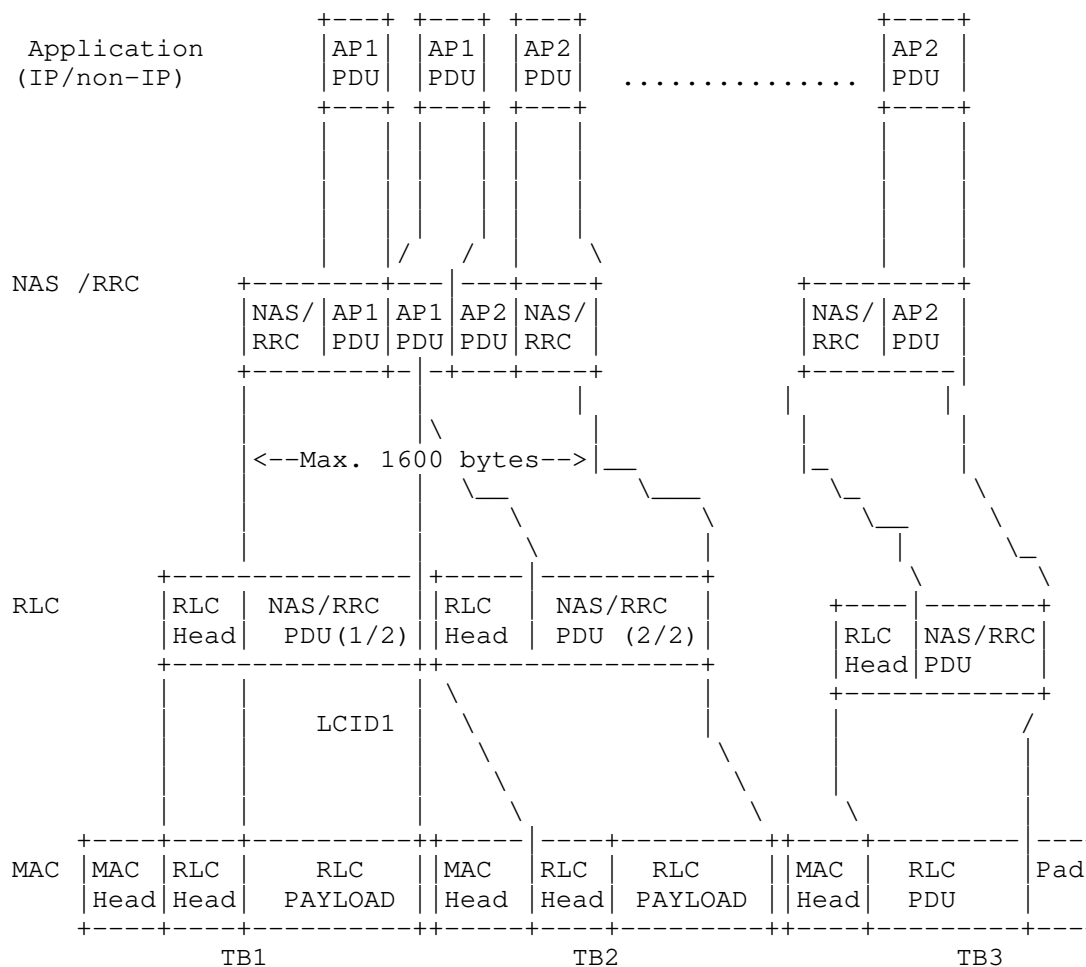 Application |AP1| |AP1| |AP2| |AP2 |
(IP/non-IP) |PDU| |PDU| |PDU| ............... |PDU |
NAS /RRC
|NAS/|AP1|AP1|AP2|NAS/| |NAS/|AP2 |
|RRC |PDU|PDU|PDU|RRC | |RRC |PDU |
|<--Max. 1600 bytes-->|
RLC |RLC | NAS/RRC ||RLC | NAS/RRC |
|Head| PDU(1/2)||Head | PDU (2/2)|
|RLC |NAS/RRC|
|Head|PDU |
LCID1
MAC |MAC |RLC | RLC ||MAC |RLC | RLC ||MAC | RLC |Pad
|Head|Head| PAYLOAD ||Head |Head| PAYLOAD ||Head| PDU |
TB1 TB2 TB3